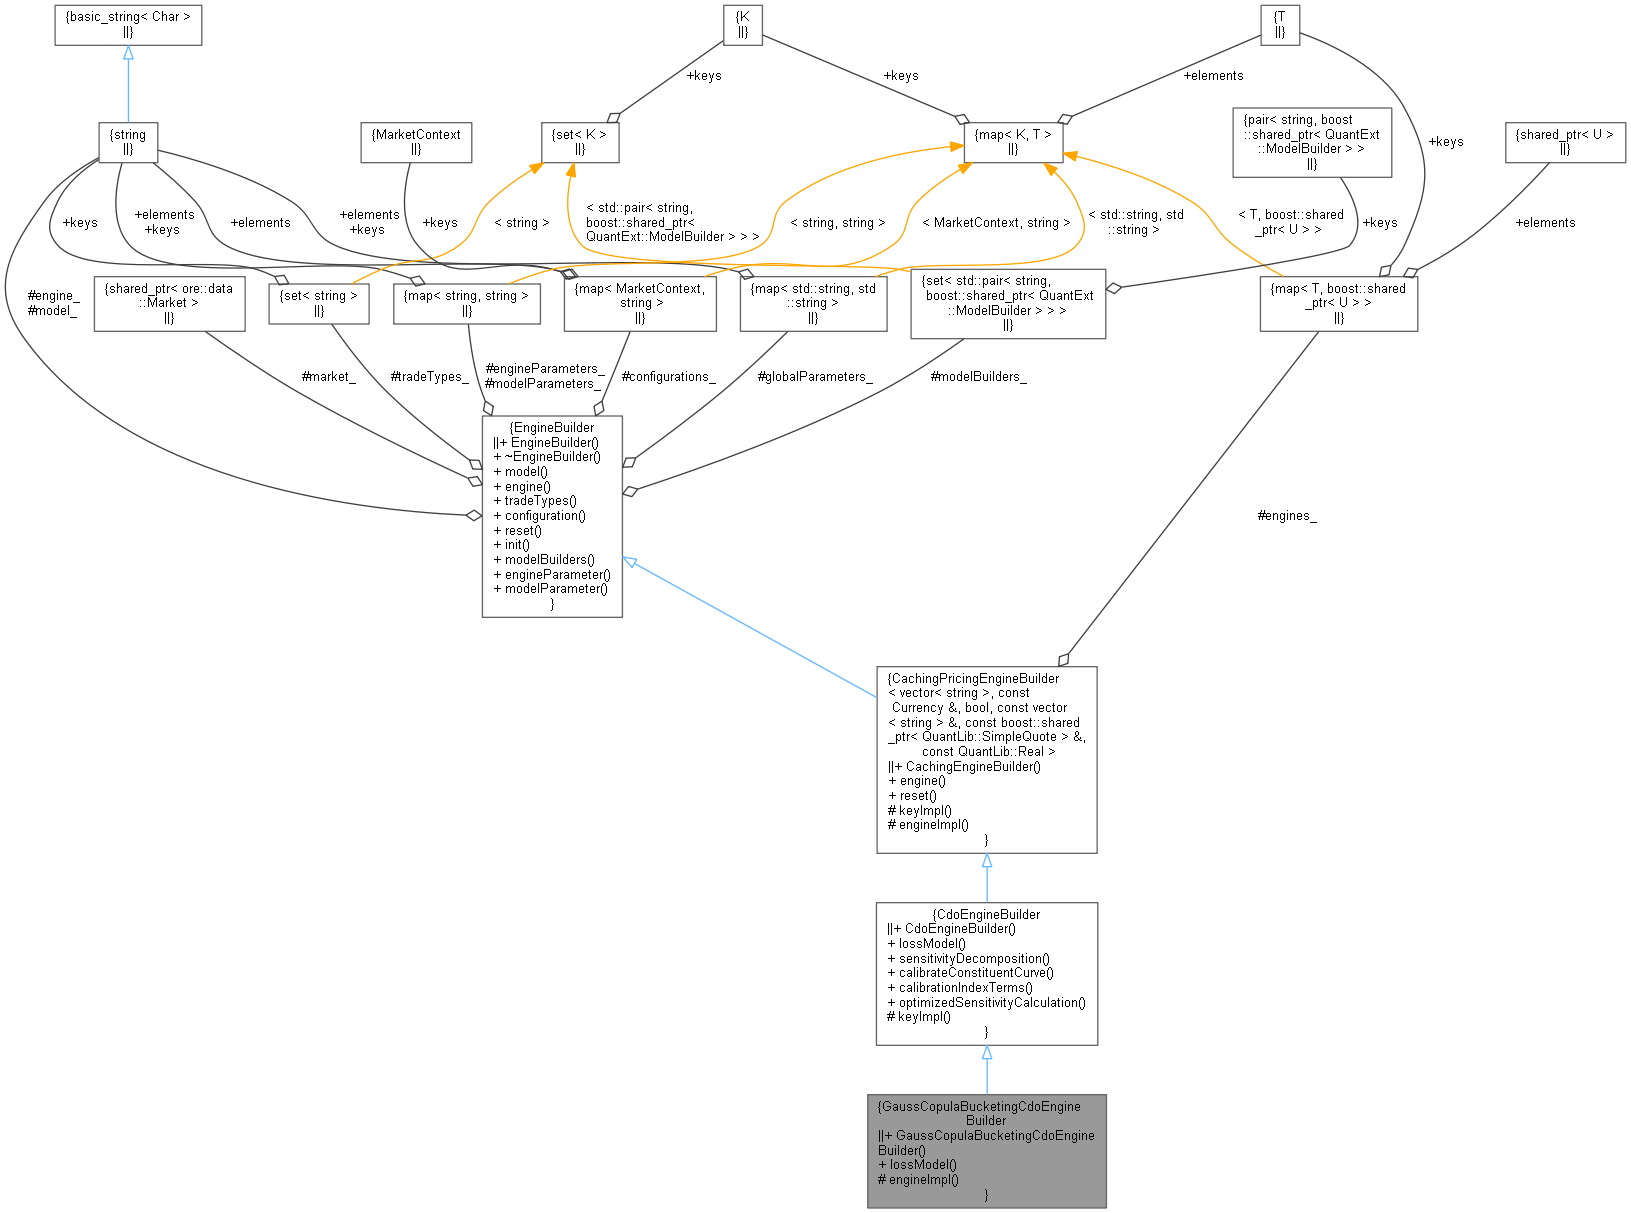 {basic_string< Char >
||}
{K
||}
{T
||}
+keys
+keys
+elements
{string
||}
{MarketContext
||}
{set< K >
||}
{map< K, T >
||}
{pair< string, boost
::shared_ptr< QuantExt
::ModelBuilder > >
||}
+keys
{shared_ptr< U >
||}
+keys
+elements
+keys
+elements
+elements
+keys
+keys
< string >
< std::pair< string,
boost::shared_ptr<
QuantExt::ModelBuilder > > >
< string, string >
< MarketContext, string >
< std::string, std
::string >
< T, boost::shared
_ptr< U > >
+keys
+elements
#engine_
#model_
{shared_ptr< ore::data
::Market >
||}
{set< string >
||}
{map< string, string >
||}
{map< MarketContext,
string >
||}
{map< std::string, std
::string >
||}
{set< std::pair< string,
boost::shared_ptr< QuantExt
::ModelBuilder > > >
||}
{map< T, boost::shared
_ptr< U > >
||}
#market_
#tradeTypes_
#engineParameters_
#modelParameters_
#configurations_
#globalParameters_
#modelBuilders_
{EngineBuilder
||+ EngineBuilder()
+ ~EngineBuilder()
+ model()
+ engine()
+ tradeTypes()
+ configuration()
+ reset()
+ init()
+ modelBuilders()
+ engineParameter()
+ modelParameter()
}
#engines_
{CachingPricingEngineBuilder
< vector< string >, const
Currency &, bool, const vector
< string > &, const boost::shared
_ptr< QuantLib::SimpleQuote > &,
const QuantLib::Real >
||+ CachingEngineBuilder()
+ engine()
+ reset()
# keyImpl()
# engineImpl()
}
{CdoEngineBuilder
||+ CdoEngineBuilder()
+ lossModel()
+ sensitivityDecomposition()
+ calibrateConstituentCurve()
+ calibrationIndexTerms()
+ optimizedSensitivityCalculation()
# keyImpl()
}
{GaussCopulaBucketingCdoEngine
Builder
||+ GaussCopulaBucketingCdoEngine
Builder()
+ lossModel()
# engineImpl()
}